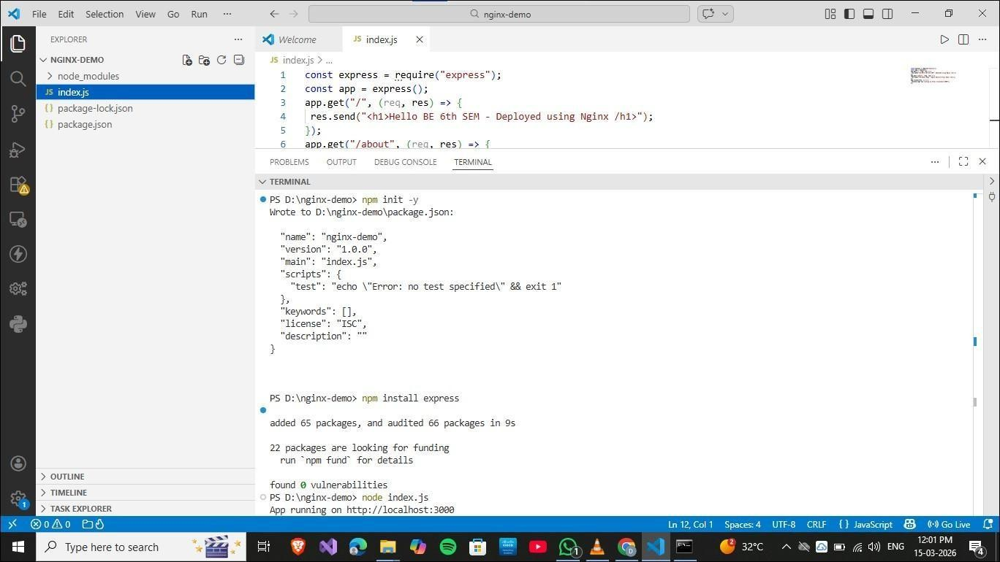 File Edit Selection View Go Run ··· nginx-demo
EXPLORER ···
Welcome
JS index.js
NGINX-DEMO
node_modules
JS index.js
{} package-lock.json
{} package.json
JS index.js > ...
1 const express = require("express");
2 const app = express();
3 app.get("/", (req, res) => {
4 res.send("<h1>Hello BE 6th SEM - Deployed using Nginx /h1>");
5 });
6 app.get("/about", (req, res) => {
PROBLEMS OUTPUT DEBUG CONSOLE TERMINAL
TERMINAL
PS D:\nginx-demo> npm init -y
Wrote to D:\nginx-demo\package.json:
"name": "nginx-demo",
"version": "1.0.0",
"main": "index.js",
"scripts": {
"test": "echo \"Error: no test specified\" && exit 1"
},
"keywords": [],
"license": "ISC",
"description": ""
}
PS D:\nginx-demo> npm install express
added 65 packages, and audited 66 packages in 9s
22 packages are looking for funding
run `npm fund` for details
found 0 vulnerabilities
PS D:\nginx-demo> node index.js
App running on http://localhost:3000
OUTLINE
TIMELINE
TASK EXPLORER
1
0 0 Ln 12, Col 1 Spaces: 4 UTF-8 CRLF {} JavaScript Go Live
Type here to search 1 2 32°C ENG 12:01 PM
15-03-2026 4